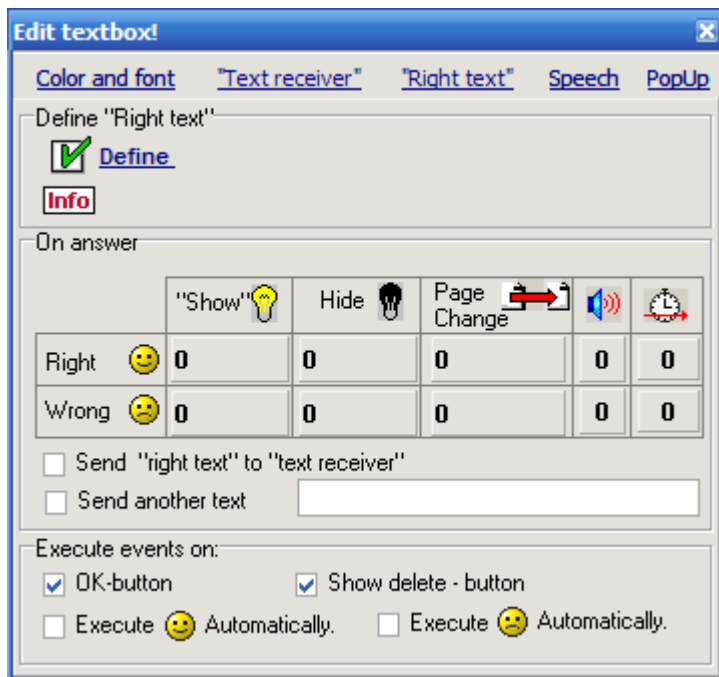 Edit textbox!
Color and font "Text receiver" "Right text" Speech PopUp
Define "Right text"
Define
Info
On answer
"Show" Hide Page Change
Right 0 0 0 0 0
Wrong 0 0 0 0 0
Send "right text" to "text receiver"
Send another text
Execute events on:
OK-button Show delete - button
Execute Automatically. Execute Automatically.